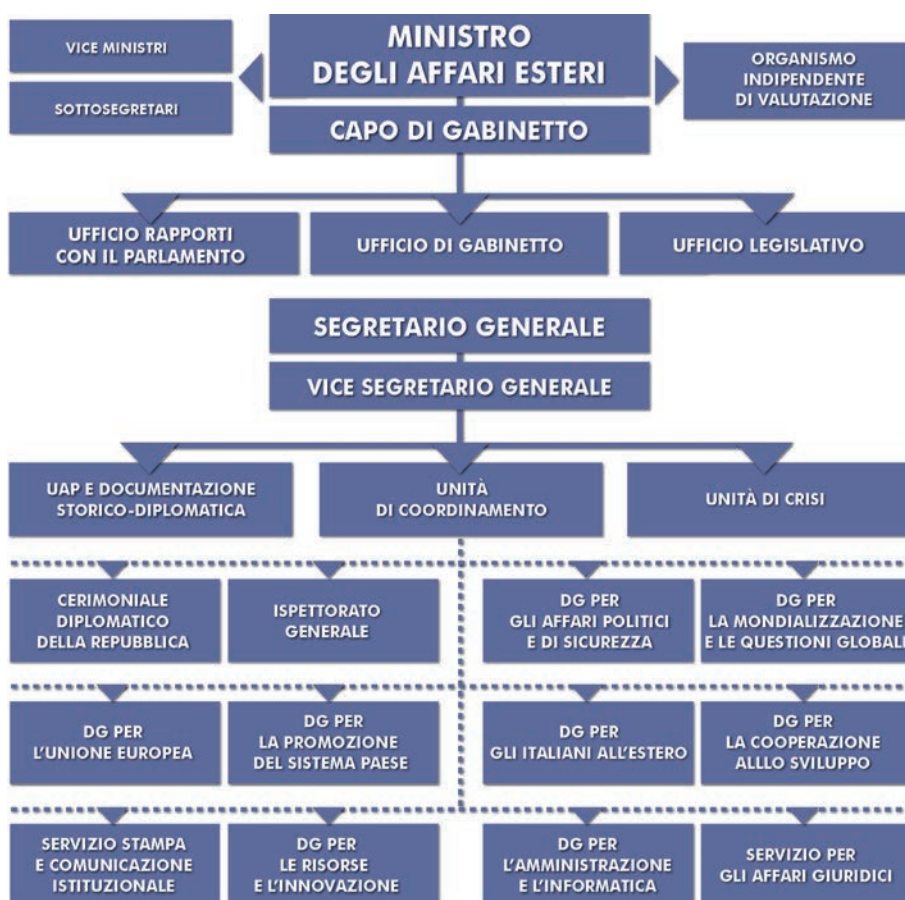 VICE MINISTRI
SOTTOSEGRETARI
MINISTRO
DEGLI AFFARI ESTERI
ORGANISMO
INDIPENDENTE
DI VALUTAZIONE
CAPO DI GABINETTO
UFFICIO RAPPORTI
CON IL PARLAMENTO
UFFICIO DI GABINETTO
UFFICIO LEGISLATIVO
SEGRETARIO GENERALE
VICE SEGRETARIO GENERALE
UAP E DOCUMENTAZIONE
STORICO-DIPLOMATICA
UNITÀ
DI COORDINAMENTO
UNITÀ DI CRISI
CERIMONIALE
DIPLOMATICO
DELLA REPUBBLICA
ISPETTORATO
GENERALE
DG PER
GLI AFFARI POLITICI
E DI SICUREZZA
DG PER
LA MONDIALIZZAZIONE
E LE QUESTIONI GLOBALI
DG PER
L'UNIONE EUROPEA
DG PER
LA PROMOZIONE
DEL SISTEMA PAESE
DG PER
GLI ITALIANI ALL'ESTERO
DG PER
LA COOPERAZIONE
ALLLO SVILUPPO
SERVIZIO STAMPA
E COMUNICAZIONE
ISTITUZIONALE
DG PER
LE RISORSE
E L'INNOVAZIONE
DG PER
L'AMMINISTRAZIONE
E L'INFORMATICA
SERVIZIO PER
GLI AFFARI GIURIDICI